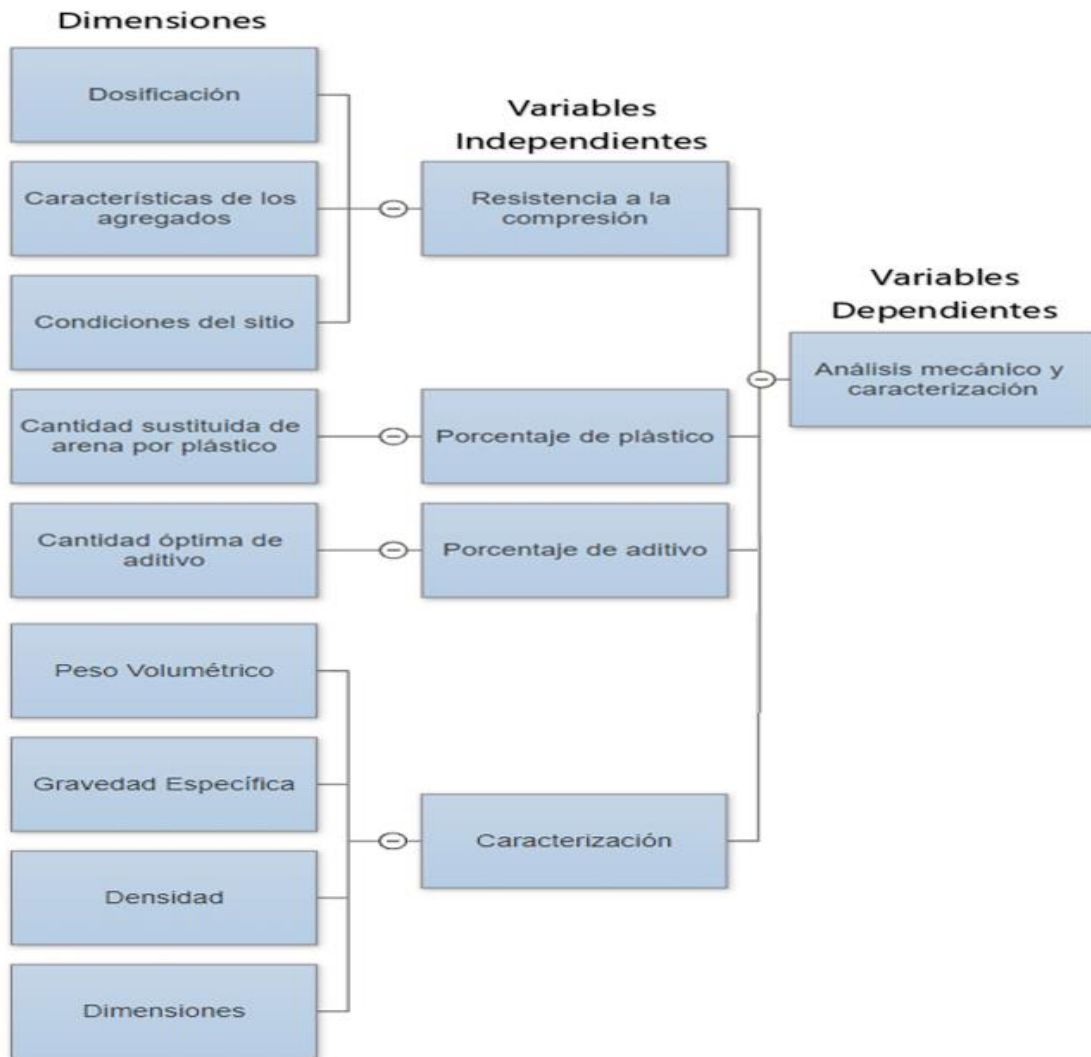 Dimensiones
Dosificación
Características de los
agregados
Condiciones del sitio
Cantidad sustituida de
arena por plástico
Cantidad óptima de
aditivo
Peso Volumétrico
Gravedad Específica
Densidad
Dimensiones
Variables
Independientes
Resistencia a la
compresión
Porcentaje de plástico
Porcentaje de aditivo
Caracterización
Variables
Dependientes
Análisis mecánico y
caracterización